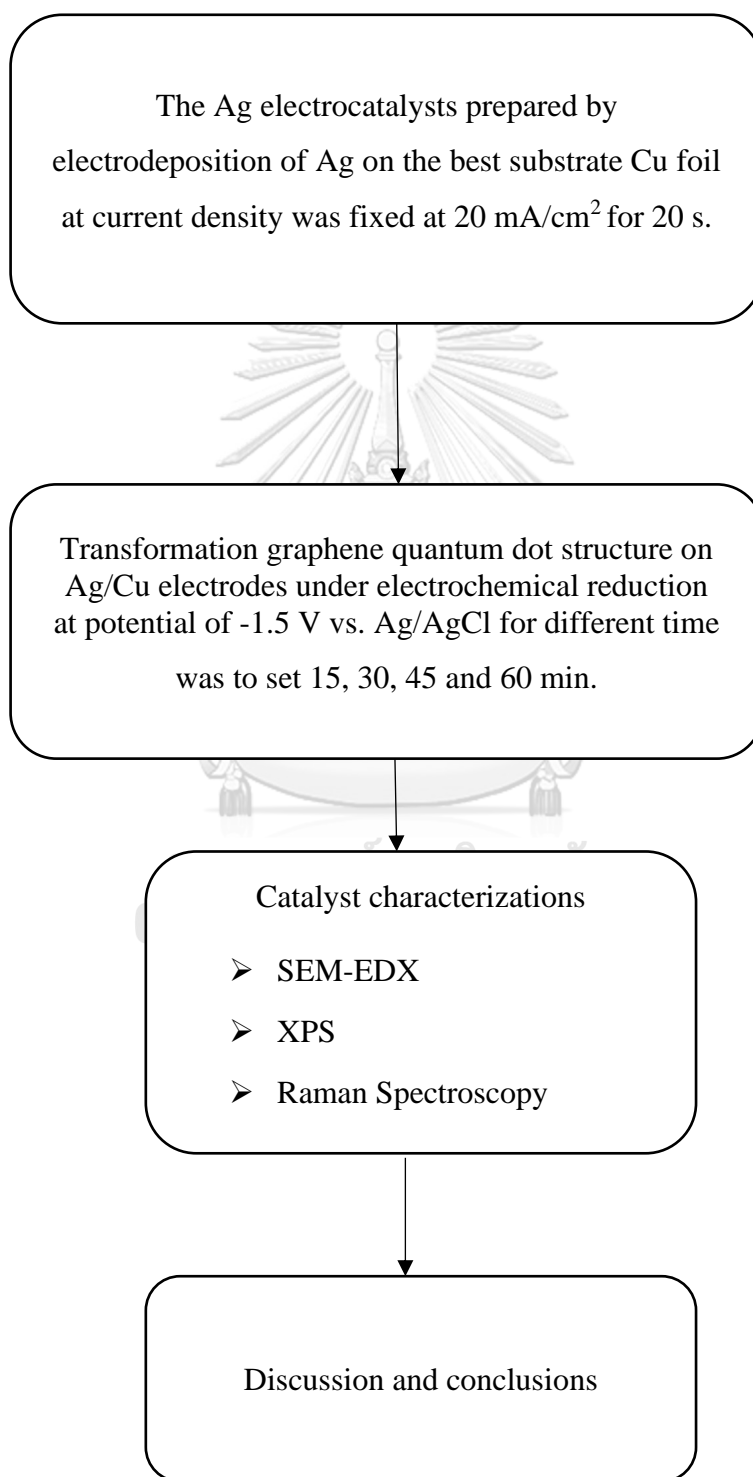 The Ag electrocatalysts prepared by
electrodeposition of Ag on the best substrate Cu foil
at current density was fixed at 20 mA/cm² for 20 s.
Transformation graphene quantum dot structure on
Ag/Cu electrodes under electrochemical reduction
at potential of -1.5 V vs. Ag/AgCl for different time
was to set 15, 30, 45 and 60 min.
Catalyst characterizations
➢ SEM-EDX
➢ XPS
➢ Raman Spectroscopy
Discussion and conclusions